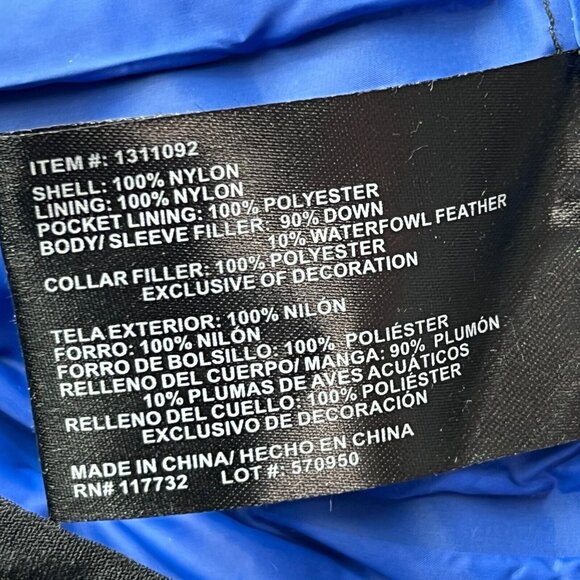 ITEM #: 1311092
SHELL: 100% NYLON
LINING: 100% NYLON
POCKET LINING: 100% POLYESTER
BODY/ SLEEVE FILLER: 90% DOWN
10% WATERFOWL FEATHER
COLLAR FILLER: 100% POLYESTER
EXCLUSIVE OF DECORATION
TELA EXTERIOR: 100% NILÓN
FORRO: 100% NILÓN
FORRO DE BOLSILLO: 100% POLIÉSTER
RELLENO DEL CUERPO/ MANGA: 90% PLUMÓN
10% PLUMAS DE AVES ACUÁTICOS
RELLENO DEL CUELLO: 100% POLIÉSTER
EXCLUSIVO DE DECORACIÓN
MADE IN CHINA/ HECHO EN CHINA
RN# 117732 LOT #: 570950